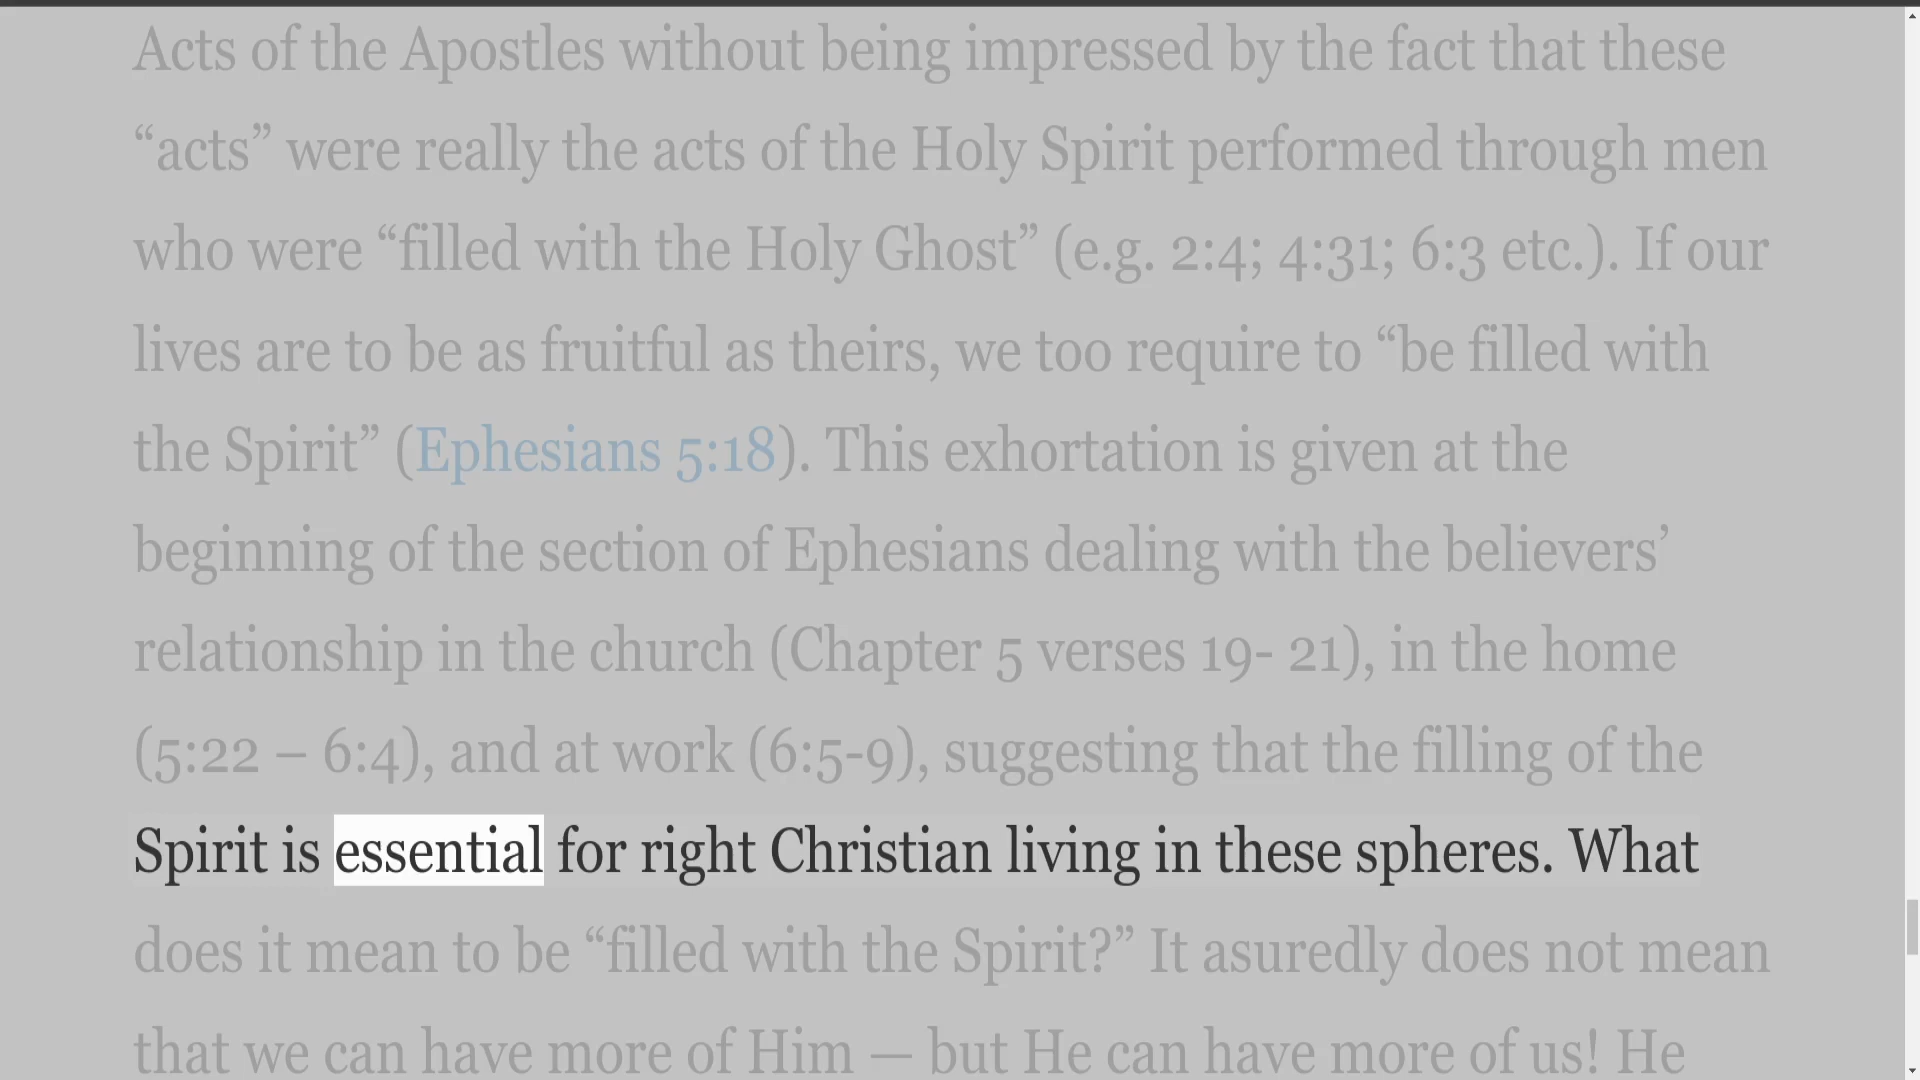 Acts of the Apostles without being impressed by the fact that these
“acts” were really the acts of the Holy Spirit performed through men
who were “filled with the Holy Ghost” (e.g. 2:4; 4:31; 6:3 etc.). If our
lives are to be as fruitful as theirs, we too require to “be filled with
the Spirit” (Ephesians 5:18). This exhortation is given at the
beginning of the section of Ephesians dealing with the believers’
relationship in the church (Chapter 5 verses 19- 21), in the home
(5:22 – 6:4), and at work (6:5-9), suggesting that the filling of the
Spirit is essential for right Christian living in these spheres. What
does it mean to be “filled with the Spirit?” It asuredly does not mean
that we can have more of Him — but He can have more of us! He